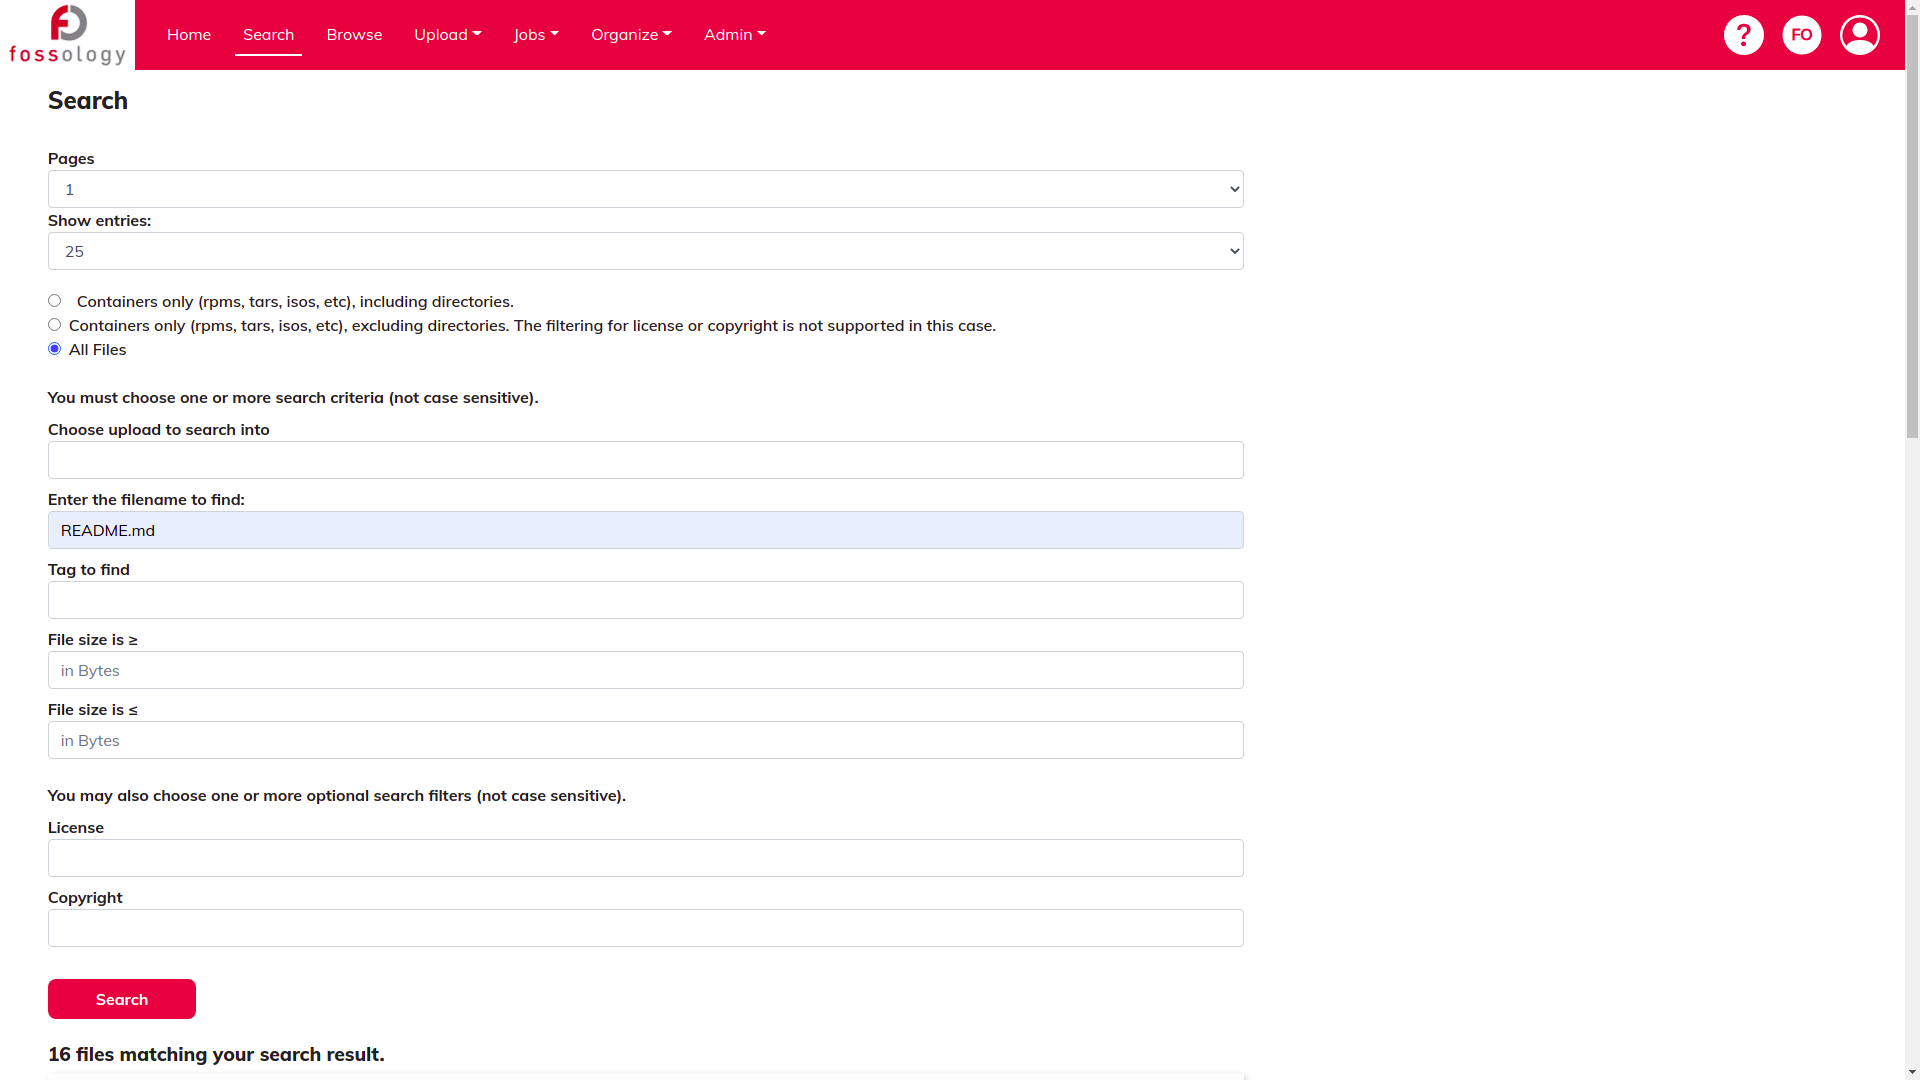 fossology
Home Search Browse Upload Jobs Organize Admin ? FO
Search
Pages
1
Show entries:
25
Containers only (rpms, tars, isos, etc), including directories.
Containers only (rpms, tars, isos, etc), excluding directories. The filtering for license or copyright is not supported in this case.
All Files
You must choose one or more search criteria (not case sensitive).
Choose upload to search into
Enter the filename to find:
README.md
Tag to find
File size is ≥
in Bytes
File size is ≤
in Bytes
You may also choose one or more optional search filters (not case sensitive).
License
Copyright
Search
16 files matching your search result.